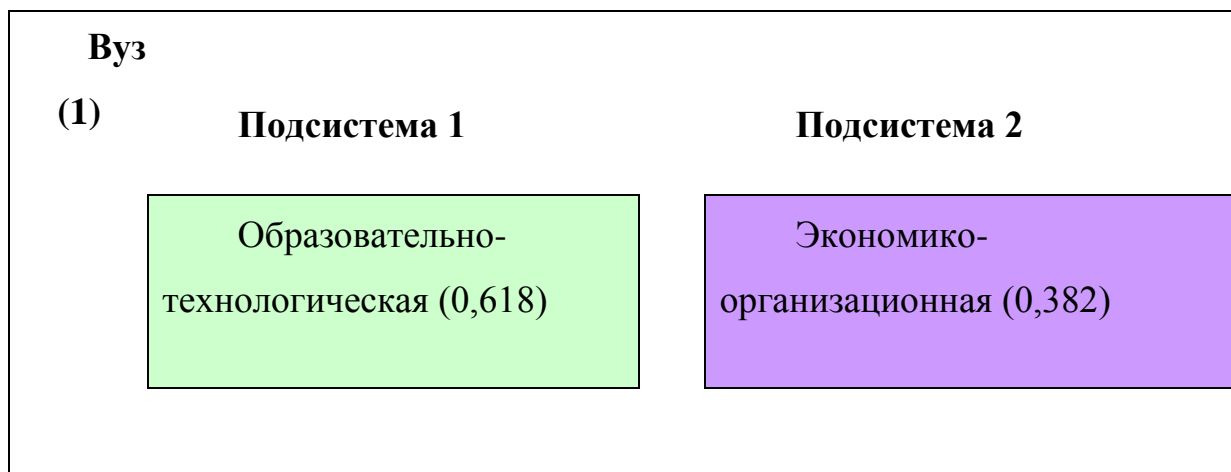 Вуз
(1)
Подсистема 1
Подсистема 2
Образовательно-
технологическая (0,618)
Экономико-
организационная (0,382)